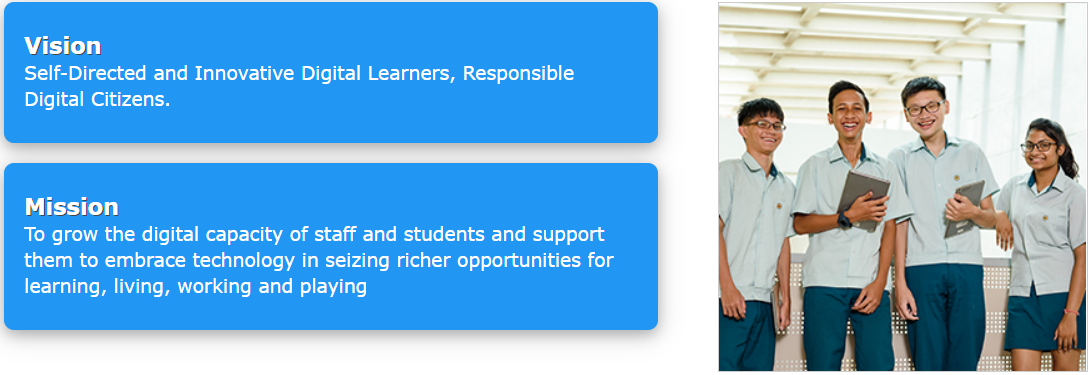 Vision
Self-Directed and Innovative Digital Learners, Responsible
Digital Citizens.
Mission
To grow the digital capacity of staff and students and support
them to embrace technology in seizing richer opportunities for
learning, living, working and playing